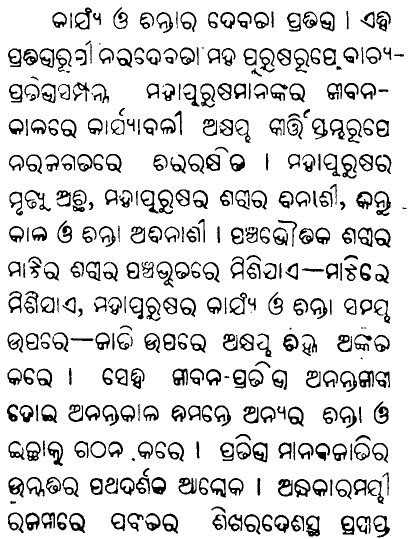 କାର୍ଯ୍ୟ ଓ ଚିନ୍ତାର ଦେବତା ପ୍ରତିଭା । ଏହି
ପ୍ରତିଭାରୂପୀ ନରଦେବତା ମହାପୁରୁଷରୂପେ ବାଚ୍ୟ-
ପ୍ରତିଭାସମ୍ପନ୍ନ ମହାପୁରୁଷମାନଙ୍କର ଜୀବନ-
କାଳରେ କାର୍ଯ୍ୟାବଳୀ ଅକ୍ଷୟ କୀର୍ତ୍ତିସ୍ତମ୍ଭରୂପେ
ନରଜଗତରେ ଚିରରକ୍ଷିତ । ମହାପୁରୁଷର
ମୃତ୍ୟୁ ଅଛି, ମହାପୁରୁଷର ଶରୀର ବିନାଶୀ, କିନ୍ତୁ
କାଳ ଓ ଚିନ୍ତା ଅବିନାଶୀ । ପଞ୍ଚଭୌତିକ ଶରୀର
ମାଟିର ଶରୀର ପଞ୍ଚଭୂତରେ ମିଶିଯାଏ—ମାଟିରେ
ମିଶିଯାଏ, ମହାପୁରୁଷର କାର୍ଯ୍ୟ ଓ ଚିନ୍ତା ସମୟ
ଉପରେ—ଜାତି ଉପରେ ଅକ୍ଷୟ ଚିହ୍ନ ଅଙ୍କିତ
କରେ । ସେହି ଜୀବନ-ପ୍ରତିଭା ଅନନ୍ତଜୀବୀ
ହୋଇ ଅନନ୍ତକାଳ ନିମନ୍ତେ ଅନ୍ୟର ଚିନ୍ତା ଓ
ଇଚ୍ଛାକୁ ଗଠନ କରେ । ପ୍ରତିଭା ମାନବଜାତିର
ଉନ୍ନତିର ପଥଦର୍ଶକ ଆଲୋକ । ଅନ୍ଧକାରମୟୀ
ରଜନୀରେ ପର୍ବତର ଶିଖରଦେଶସ୍ଥ ପ୍ରଦୀପ୍ତ